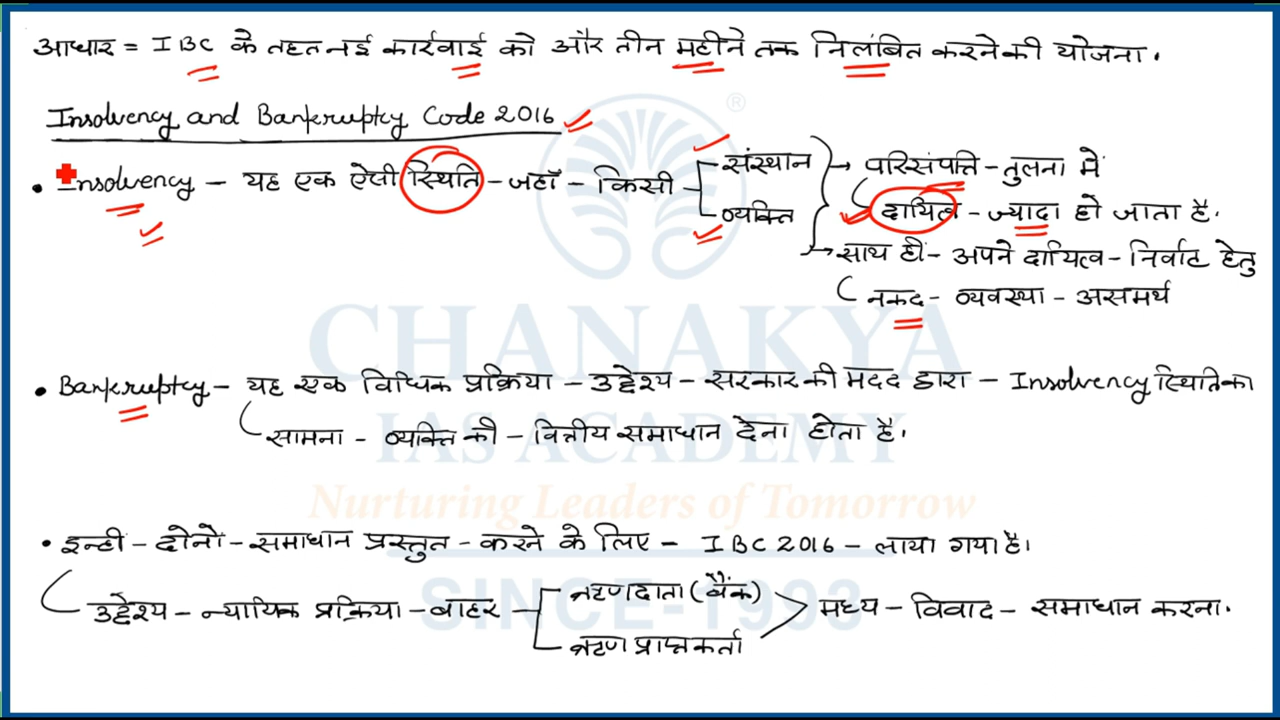 आधार = IBC के तहत नई कार्रवाई को और तीन महीने तक निलंबित करने की योजना.
Insolvency and Bankruptcy Code 2016
• Insolvency – यह एक ऐसी स्थिति – जहाँ – किसी
संस्थान
व्यक्ति
→ परिसंपत्ति – तुलना में
दायित्व – ज्यादा हो जाता है.
→ साथ ही – अपने दायित्व – निर्वाह हेतु
नकद – व्यवस्था – असमर्थ
• Bankruptcy – यह एक विधिक प्रक्रिया – उद्देश्य – सरकार की मदद द्वारा – Insolvency स्थिति का
सामना – व्यक्ति को – वित्तीय समाधान देना होता है.
• इन्ही – दोनो – समाधान प्रस्तुत – करने के लिए – IBC 2016 – लाया गया है.
उद्देश्य – न्यायिक प्रक्रिया – बाहर
ऋणदाता (बैंक)
ऋण प्राप्तकर्ता
मध्य – विवाद – समाधान करना.
CHANAKYA
IAS ACADEMY
Nurturing Leaders of Tomorrow
SINCE-1993